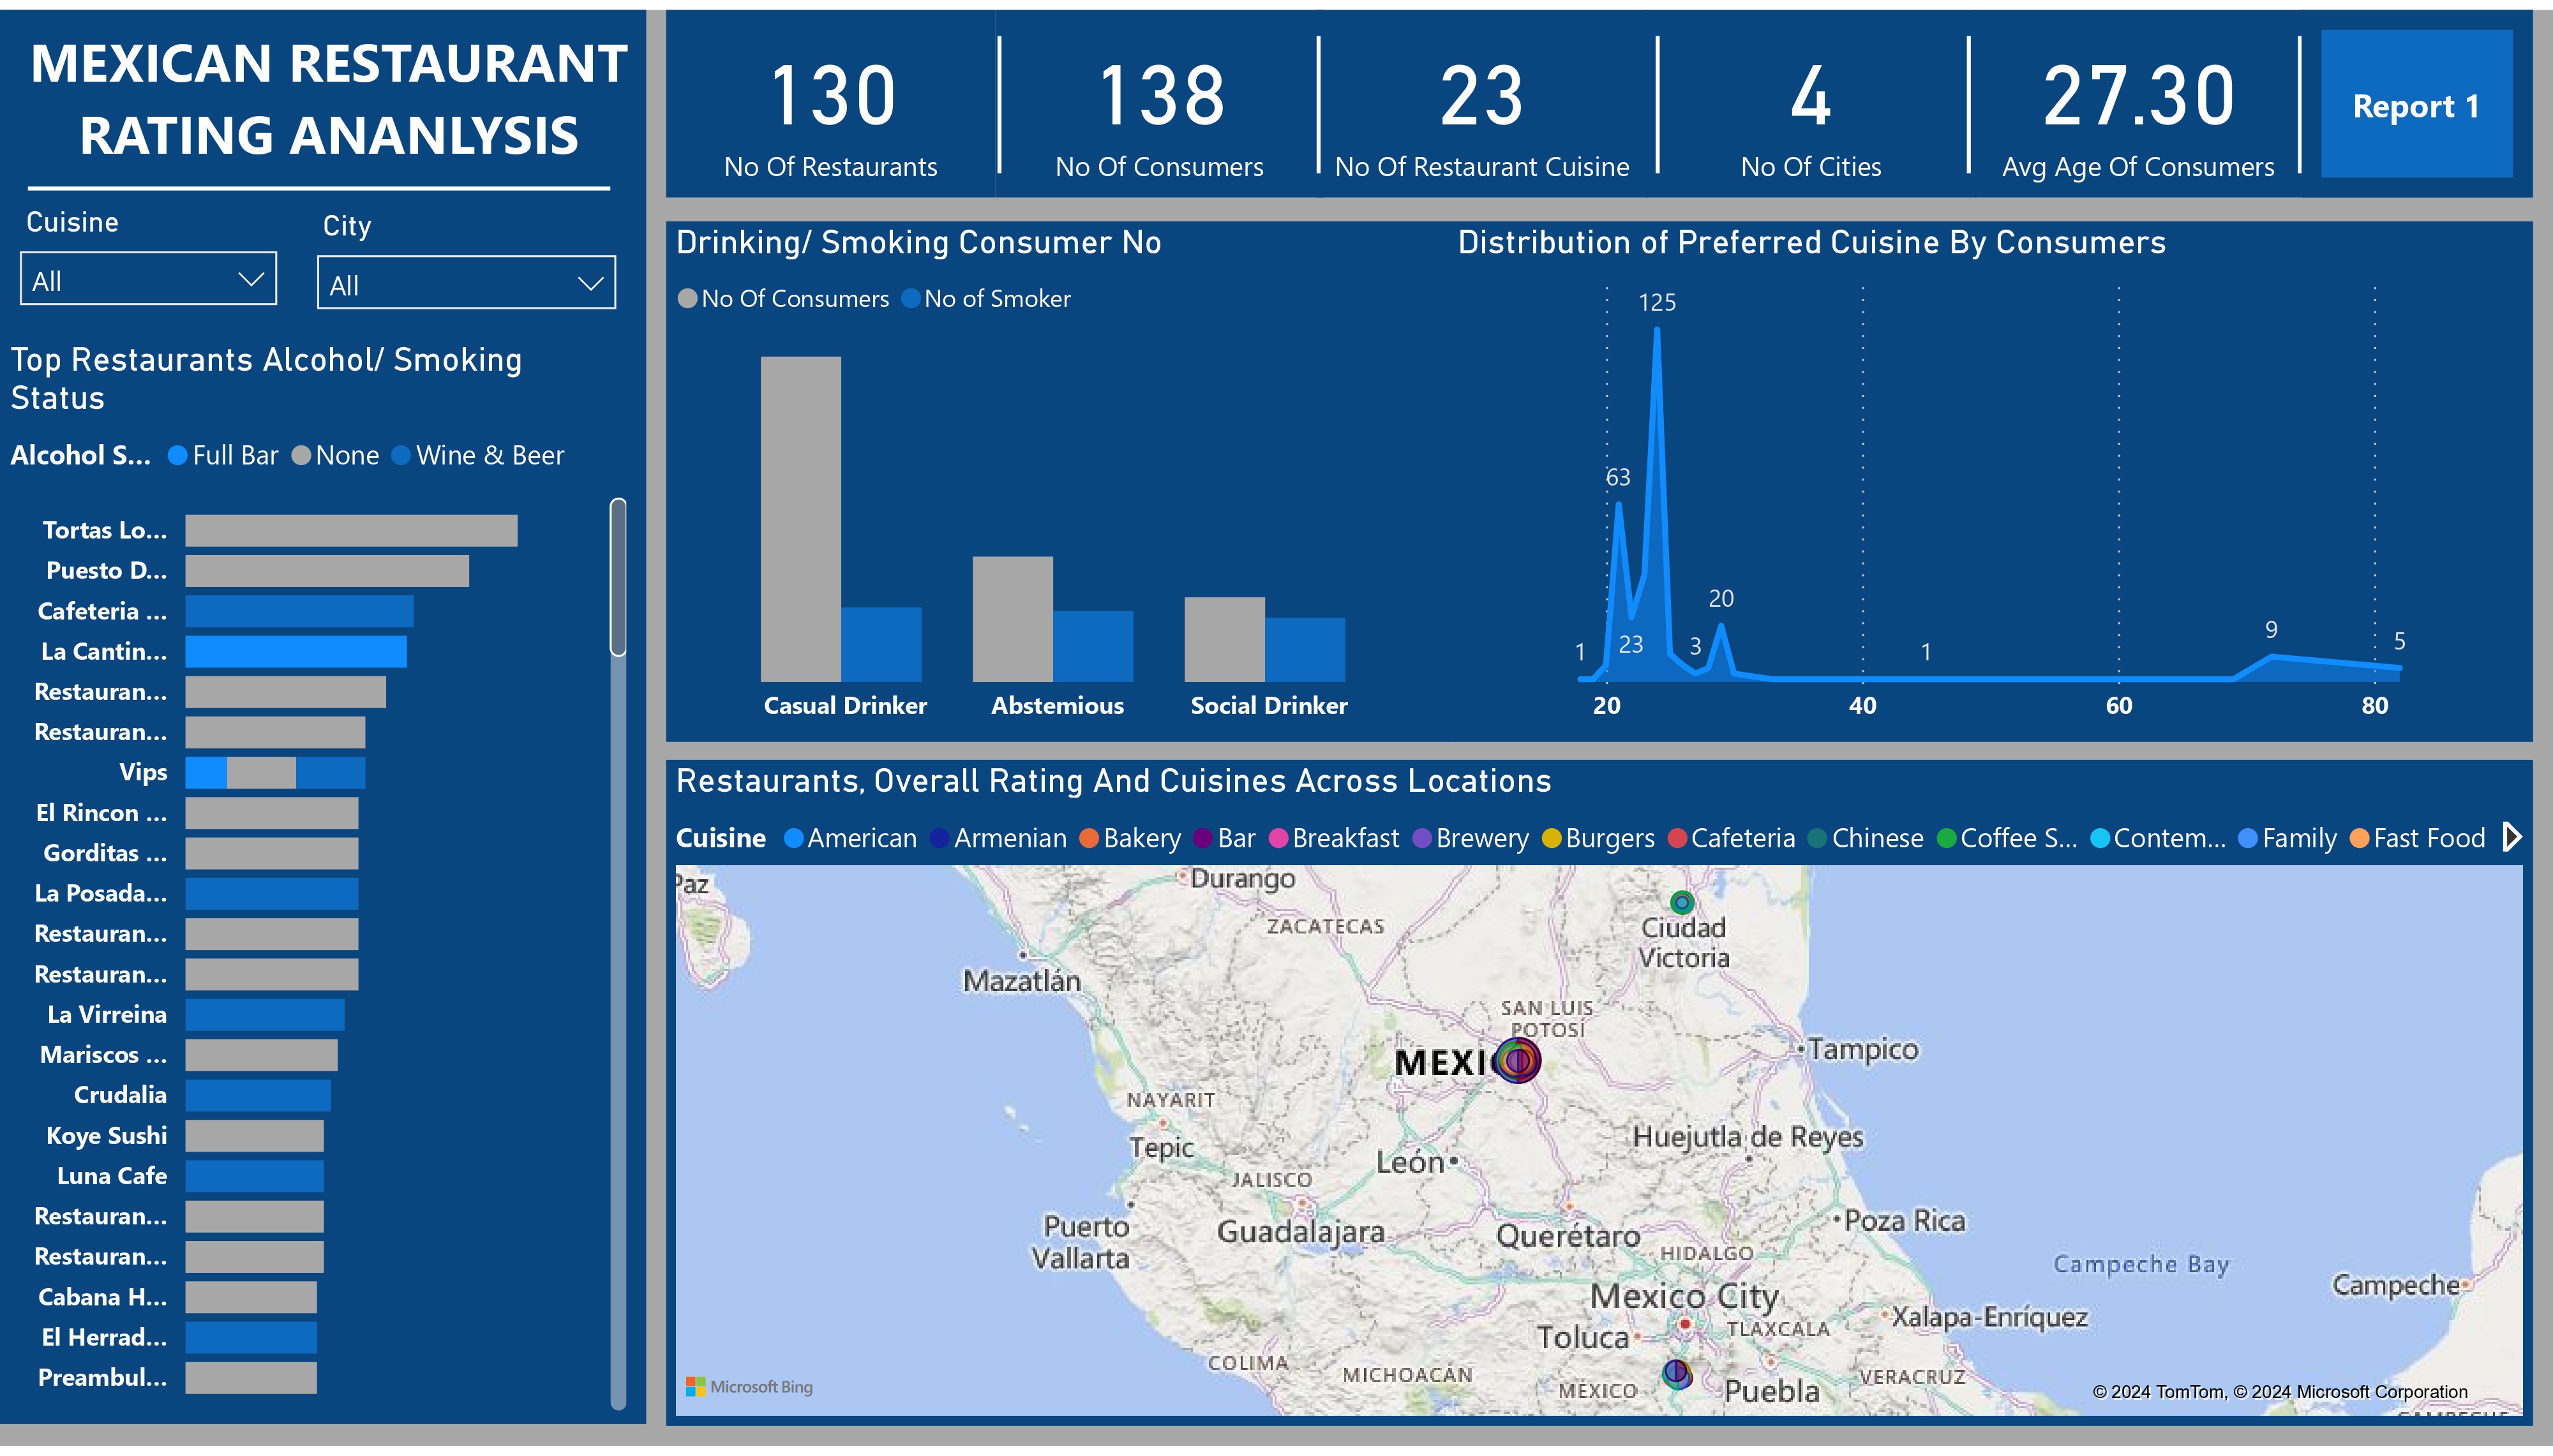 MEXICAN RESTAURANT
RATING ANANLYSIS
Cuisine
City
All
All
Top Restaurants Alcohol/ Smoking
Status
Alcohol S... Full Bar None Wine & Beer
Tortas Lo...
Puesto D...
Cafeteria ...
La Cantin...
Restauran...
Restauran...
Vips
El Rincon ...
Gorditas ...
La Posada...
Restauran...
Restauran...
La Virreina
Mariscos ...
Crudalia
Koye Sushi
Luna Cafe
Restauran...
Restauran...
Cabana H...
El Herrad...
Preambul...
130
No Of Restaurants
138
No Of Consumers
23
No Of Restaurant Cuisine
4
No Of Cities
27.30
Avg Age Of Consumers
Report 1
Drinking/ Smoking Consumer No
No Of Consumers No of Smoker
Casual Drinker Abstemious Social Drinker
Distribution of Preferred Cuisine By Consumers
125
63
20
1
23
3
1
9
5
20 40 60 80
Restaurants, Overall Rating And Cuisines Across Locations
Cuisine American Armenian Bakery Bar Breakfast Brewery Burgers Cafeteria Chinese Coffee S... Contem... Family Fast Food
Paz
Durango
ZACATECAS
Ciudad
Victoria
Mazatlán
SAN LUIS
POTOSÍ
MEXI
Tampico
NAYARIT
Tepic
Huejutla de Reyes
León
JALISCO
Puerto
Vallarta
Guadalajara
Querétaro
Poza Rica
HIDALGO
Campeche Bay
Campeche
Mexico City
Xalapa-Enríquez
Toluca
TLAXCALA
COLIMA
MICHOACÁN
MÉXICO
Puebla
VERACRUZ
Microsoft Bing
© 2024 TomTom, © 2024 Microsoft Corporation